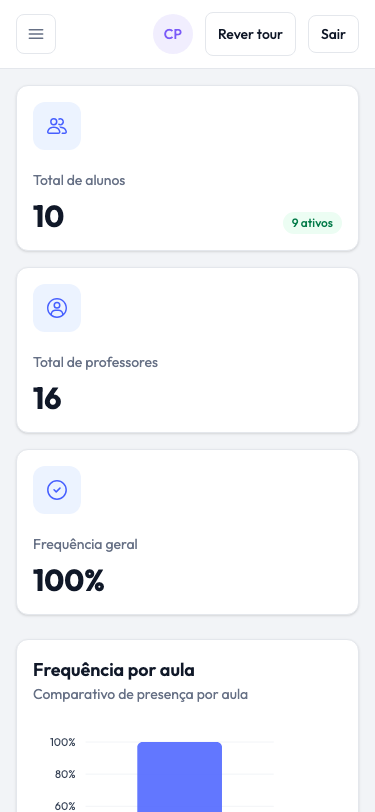 CP
Rever tour
Sair
Total de alunos
10
9 ativos
Total de professores
16
Frequência geral
100%
Frequência por aula
Comparativo de presença por aula
100%
80%
60%